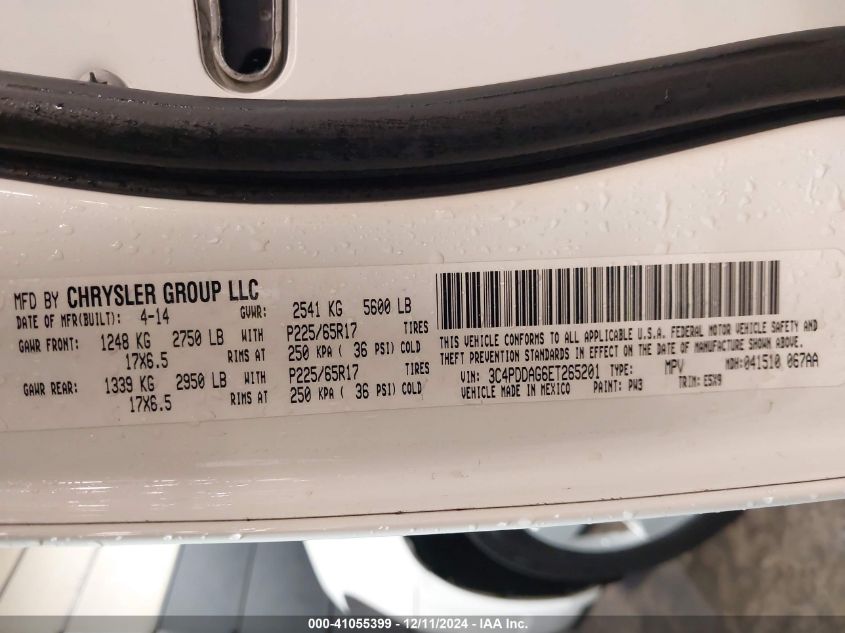 MFD BY CHRYSLER GROUP LLC
DATE OF MFR(BUILT): 4-14 GVWR: 2541 KG 5600 LB
GAWR FRONT: 1248 KG 2750 LB WITH P225/65R17 TIRES
17X6.5 RIMS AT 250 KPA ( 36 PSI) COLD
GAWR REAR: 1339 KG 2950 LB WITH P225/65R17 TIRES
17X6.5 RIMS AT 250 KPA ( 36 PSI) COLD
THIS VEHICLE CONFORMS TO ALL APPLICABLE U.S.A. FEDERAL MOTOR VEHICLE SAFETY AND
THEFT PREVENTION STANDARDS IN EFFECT ON THE DATE OF MANUFACTURE SHOWN ABOVE.
VIN: 3C4PDDAG6ET265201 TYPE: MPV MDH:041510 067AA
VEHICLE MADE IN MEXICO PAINT: PW3 TRIM: E5X9
000-41055399 - 12/11/2024 - IAA Inc.